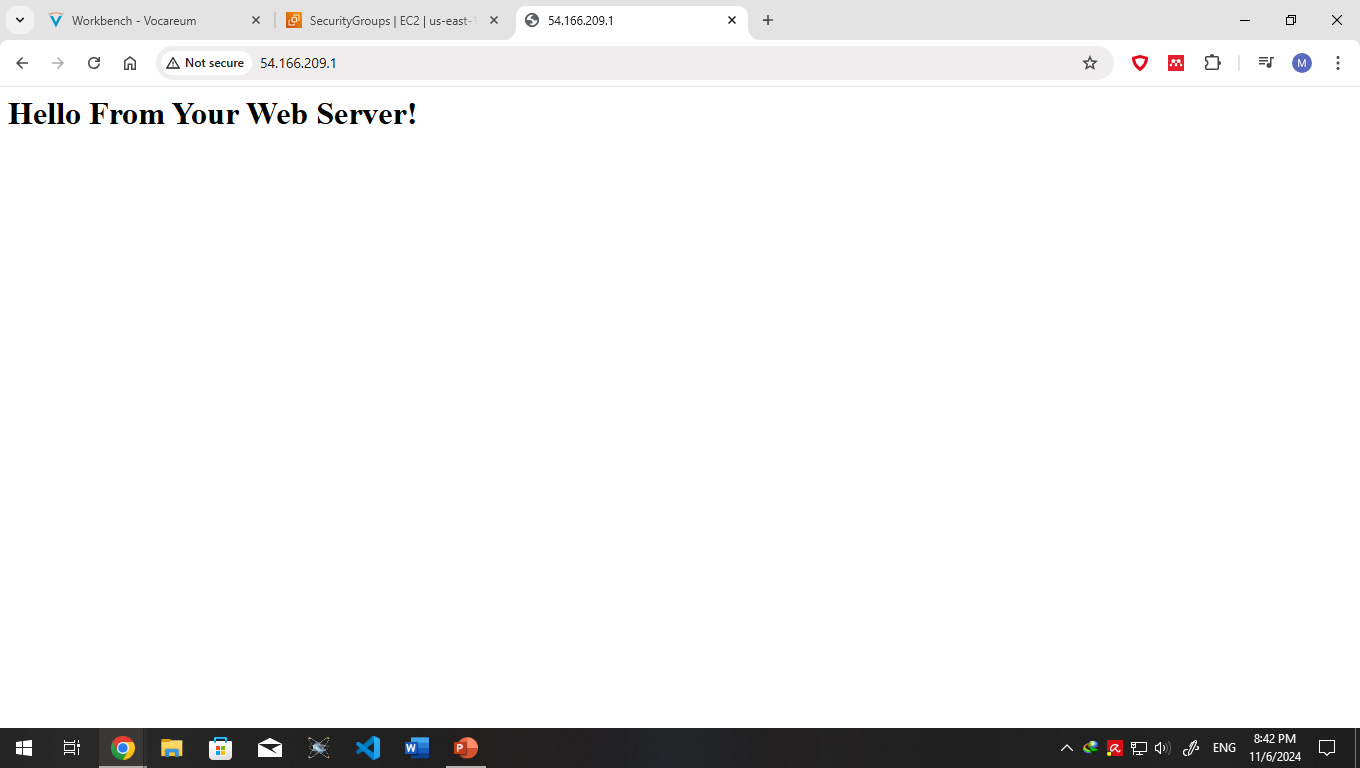 Workbench - Vocareum
SecurityGroups | EC2 | us-east-1
54.166.209.1
Not secure
54.166.209.1
M
Hello From Your Web Server!
ENG
8:42 PM
11/6/2024